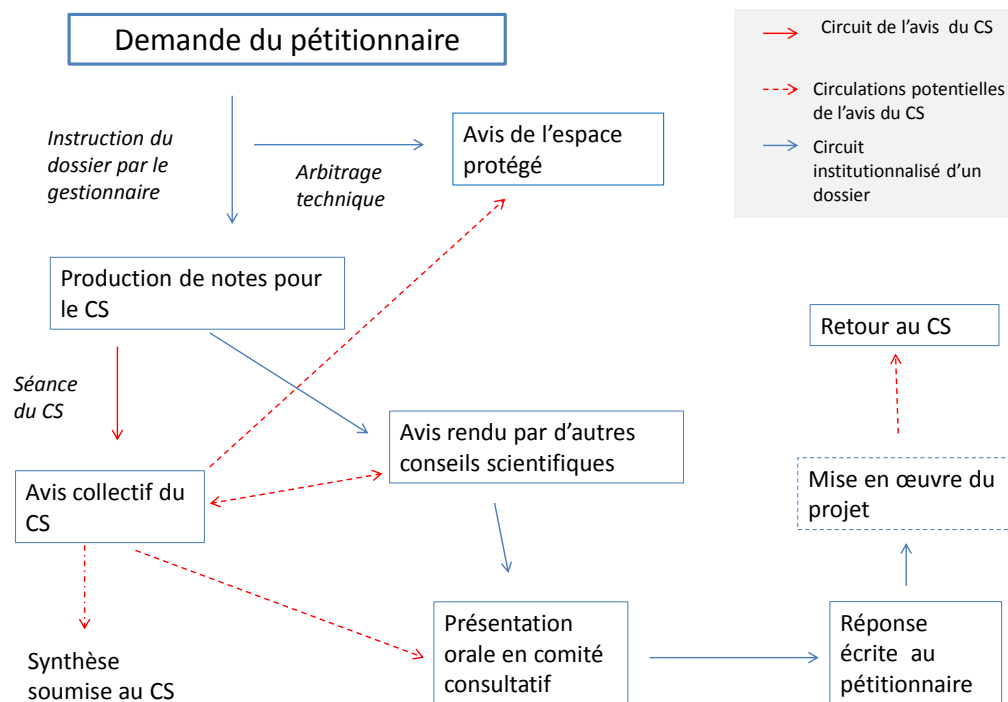 Demande du pétitionnaire
Circuit de l’avis du CS
Circulations potentielles
de l’avis du CS
Circuit
institutionnalisé d’un
dossier
Instruction du
dossier par le
gestionnaire
Arbitrage
technique
Avis de l’espace
protégé
Production de notes pour
le CS
Retour au CS
Séance
du CS
Avis rendu par d’autres
conseils scientifiques
Avis collectif du
CS
Mise en œuvre du
projet
Synthèse
soumise au CS
Présentation
orale en comité
consultatif
Réponse
écrite au
pétitionnaire